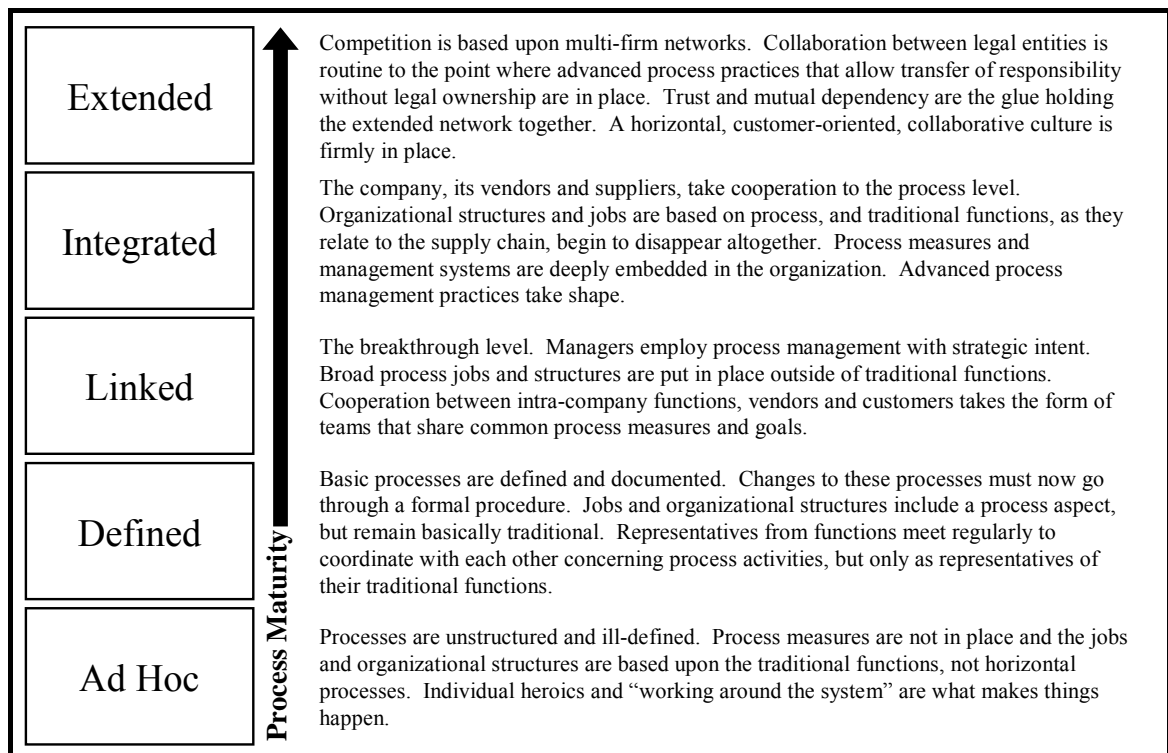 Extended
Competition is based upon multi-firm networks.  Collaboration between legal entities is
routine to the point where advanced process practices that allow transfer of responsibility
without legal ownership are in place.  Trust and mutual dependency are the glue holding
the extended network together.  A horizontal, customer-oriented, collaborative culture is
firmly in place.
Integrated
The company, its vendors and suppliers, take cooperation to the process level.
Organizational structures and jobs are based on process, and traditional functions, as they
relate to the supply chain, begin to disappear altogether.  Process measures and
management systems are deeply embedded in the organization.  Advanced process
management practices take shape.
Linked
The breakthrough level.  Managers employ process management with strategic intent.
Broad process jobs and structures are put in place outside of traditional functions.
Cooperation between intra-company functions, vendors and customers takes the form of
teams that share common process measures and goals.
Defined
Basic processes are defined and documented.  Changes to these processes must now go
through a formal procedure.  Jobs and organizational structures include a process aspect,
but remain basically traditional.  Representatives from functions meet regularly to
coordinate with each other concerning process activities, but only as representatives of
their traditional functions.
Ad Hoc
Processes are unstructured and ill-defined.  Process measures are not in place and the jobs
and organizational structures are based upon the traditional functions, not horizontal
processes.  Individual heroics and “working around the system” are what makes things
happen.
Process Maturity